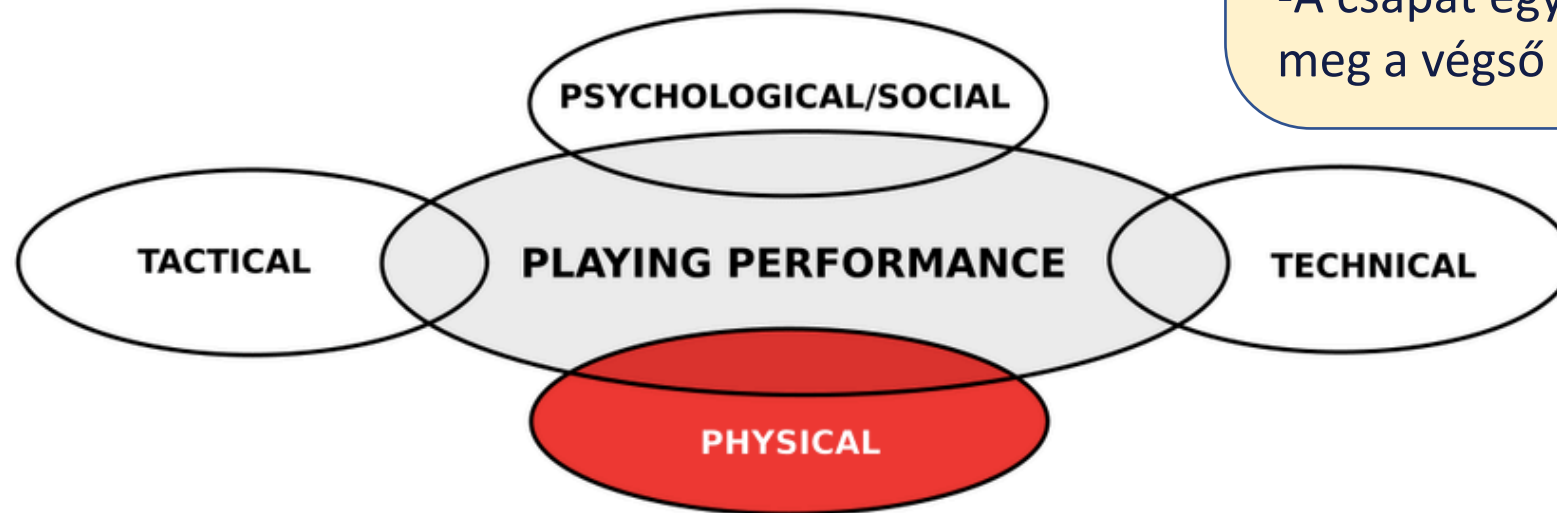 -A csapat egy
meg a végső
PSYCHOLOGICAL/SOCIAL
TACTICAL
PLAYING PERFORMANCE
TECHNICAL
PHYSICAL